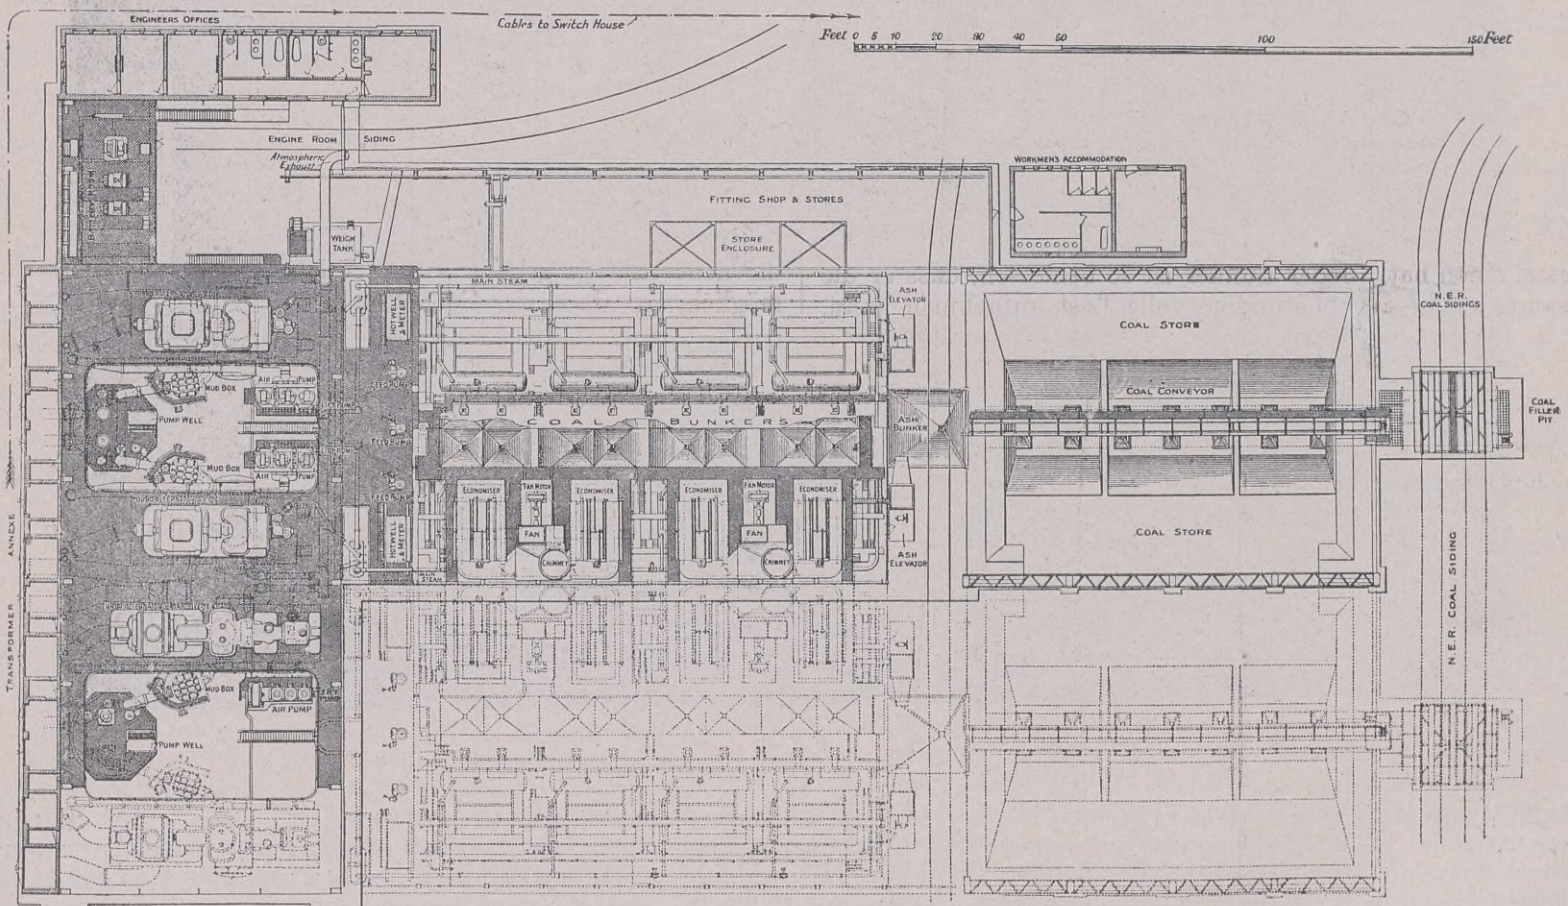 ENGINEERS OFFICES
Cables to Switch House
Feet 0 5 10 20 30 40 50 100 150 Feet
ENGINE ROOM SIDING
Atmospheric
Exhaust
WORKMEN'S ACCOMMODATION
FITTING SHOP & STORES
WEIGH
TANK
STORE
ENCLOSURE
MAIN STEAM
ASH
ELEVATOR
HOTWELL
& METER
N.E.R.
COAL SIDINGS
COAL STORE
MUD BOX
AIR PUMP
FEED PUMP
COAL CONVEYOR
COAL
FILLER
PIT
PUMP WELL
COAL BUNKERS
ASH
BUNKER
FEED PUMP
MUD BOX
AIR PUMP
FEED PUMP
ECONOMISER
FAN MOTOR
ECONOMISER
ECONOMISER
FAN MOTOR
ECONOMISER
HOTWELL
& METER
FAN
FAN
COAL STORE
CHIMNEY
CHIMNEY
ASH
ELEVATOR
STEAM
TRANSFORMER ANNEXE
N.E.R. COAL SIDING
MUD BOX
AIR PUMP
PUMP WELL